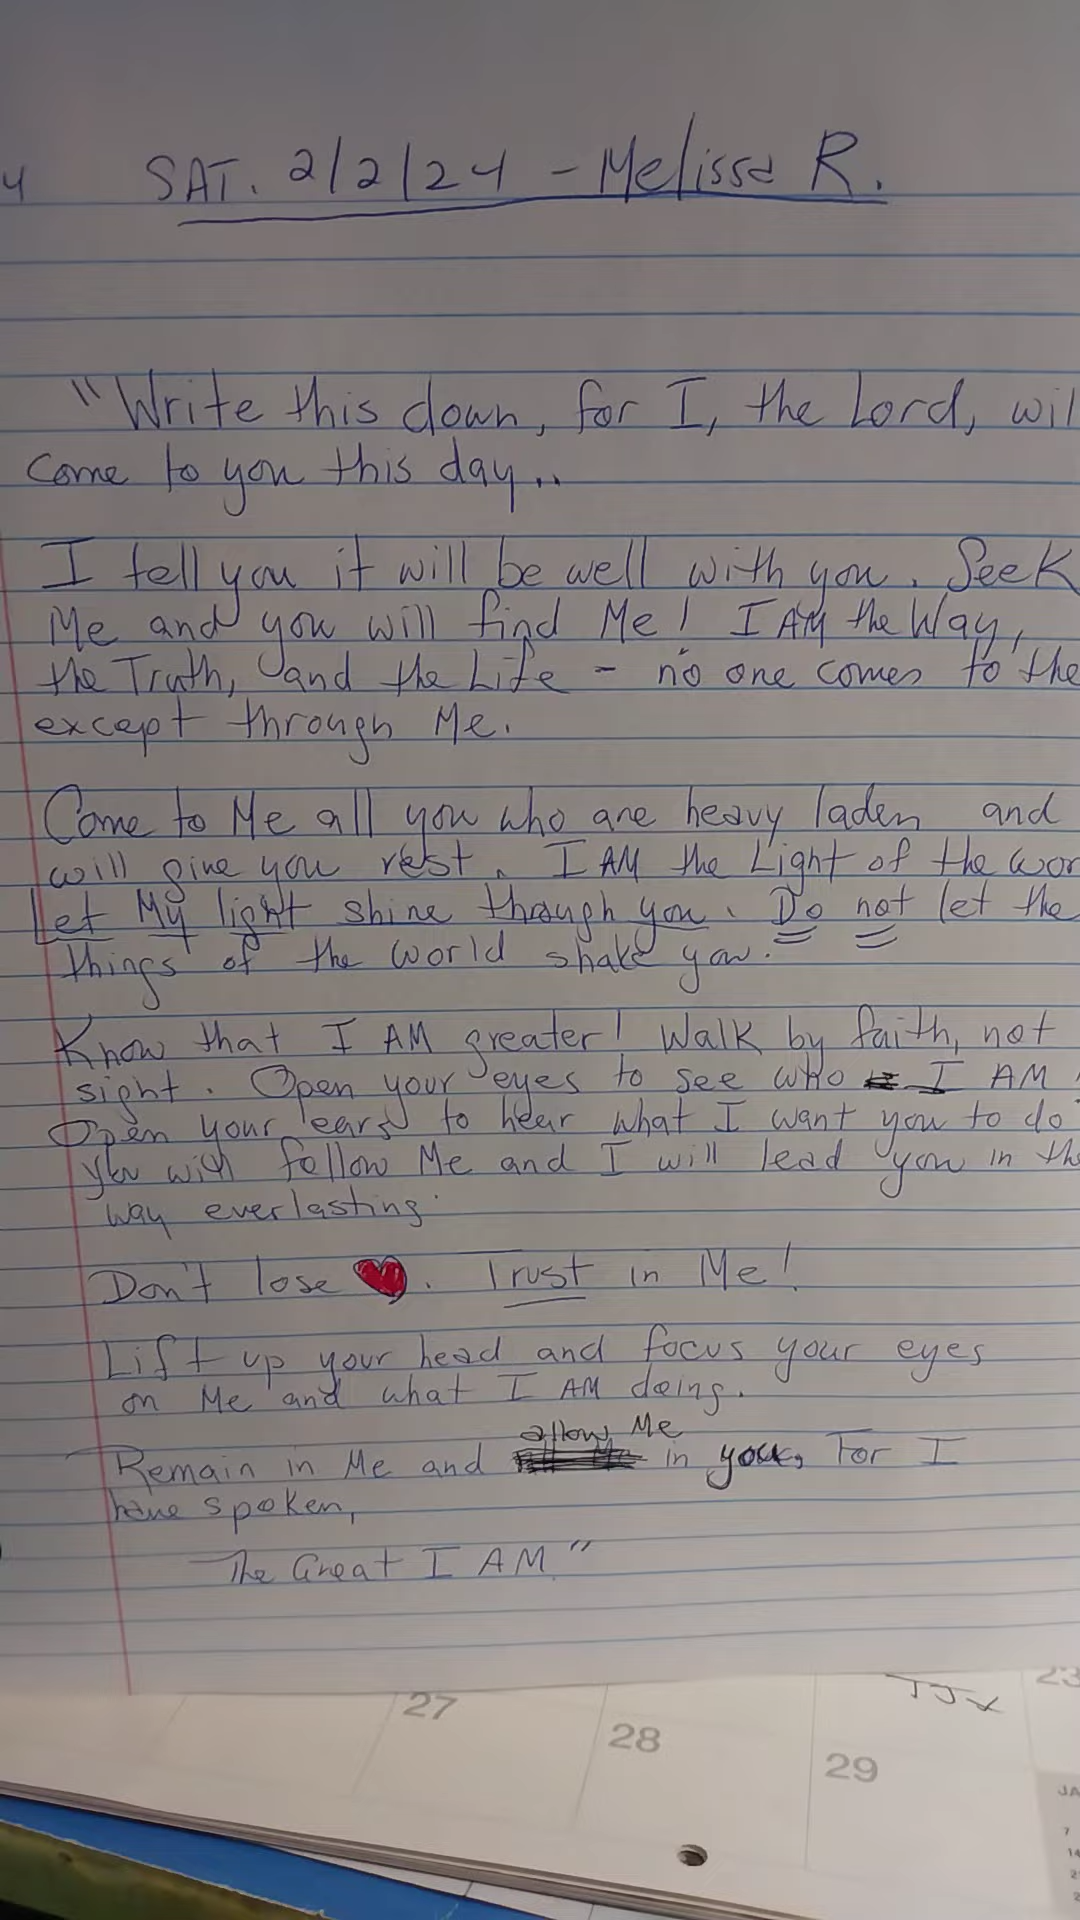 4 SAT. 2/2/24 - Melissa R.
"Write this down, for I, the Lord, wil
come to you this day..
I tell you it will be well with you. Seek
Me and you will find Me! I AM the Way,
the Truth, and the Life - no one comes to the
except through Me.
Come to Me all you who are heavy laden and
will give you rest. I AM the Light of the wor
Let My light shine through you. Do not let the
things of the world shake you.
Know that I AM greater! Walk by faith, not
sight. Open your eyes to see who I AM
Open your ears to hear what I want you to do
You will follow Me and I will lead you in the
way everlasting.
Don't lose ❤. Trust in Me!
Lift up your head and focus your eyes
on Me and what I AM doing.
allow Me
Remain in Me and in you, For I
have spoken,
The Great I AM"
TJX
23
27
28
29
JA
7
14
2
2